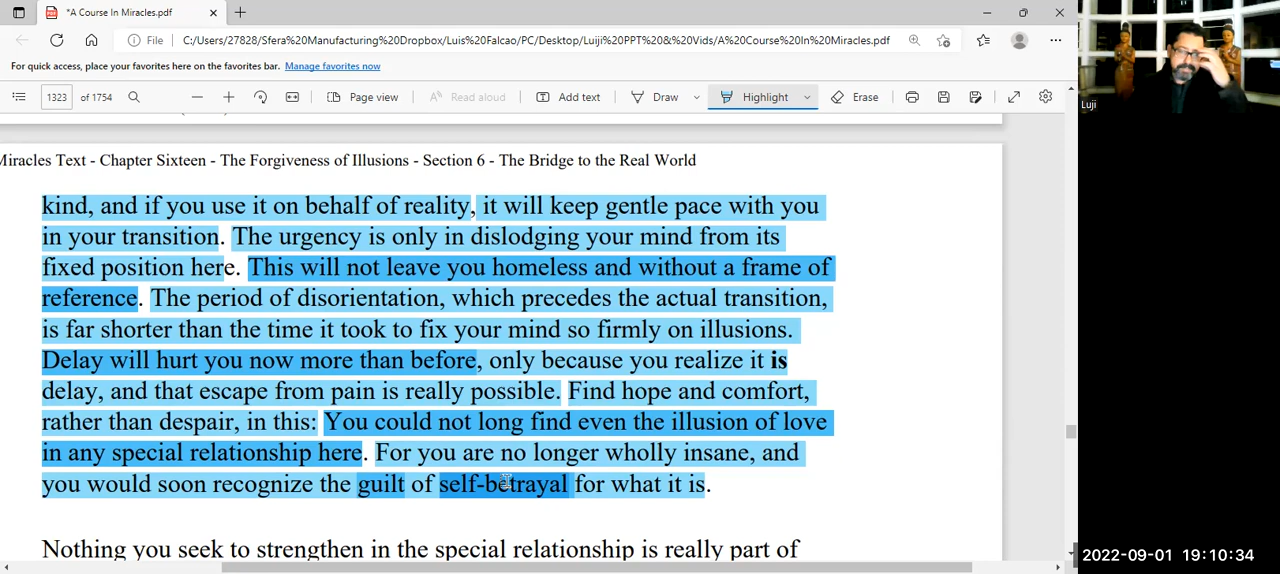 *A Course In Miracles.pdf
File C:/Users/27828/Sfera%20Manufacturing%20Dropbox/Luis%20Falcao/PC/Desktop/Luiji%20PPT%20&%20Vids/A%20Course%20In%20Miracles.pdf
For quick access, place your favorites here on the favorites bar. Manage favorites now
1323 of 1754 Page view Read aloud Add text Draw Highlight Erase
Luji
Miracles Text - Chapter Sixteen - The Forgiveness of Illusions - Section 6 - The Bridge to the Real World
kind, and if you use it on behalf of reality, it will keep gentle pace with you
in your transition. The urgency is only in dislodging your mind from its
fixed position here. This will not leave you homeless and without a frame of
reference. The period of disorientation, which precedes the actual transition,
is far shorter than the time it took to fix your mind so firmly on illusions.
Delay will hurt you now more than before, only because you realize it is
delay, and that escape from pain is really possible. Find hope and comfort,
rather than despair, in this: You could not long find even the illusion of love
in any special relationship here. For you are no longer wholly insane, and
you would soon recognize the guilt of self-betrayal for what it is.
Nothing you seek to strengthen in the special relationship is really part of
2022-09-01 19:10:34